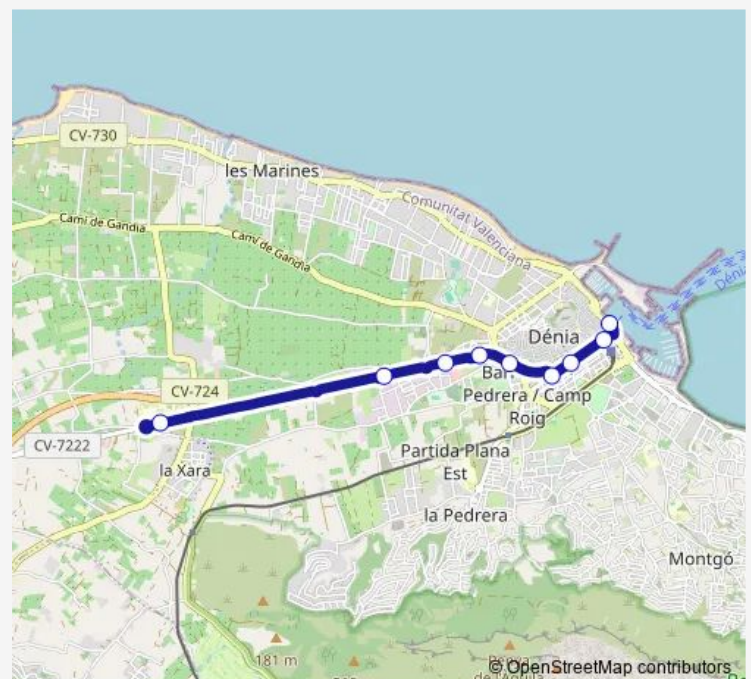 CV-730
les Marines
Camí de Gandia
Camí de Gandia
Comunitat Valenciana
Dénia
Dénia
CV-724
Pedrera / Camp
Roig
CV-7222
la Xara
Partida Plana
Est
la Pedrera
Montgó
181 m
© OpenStreetMap contributors